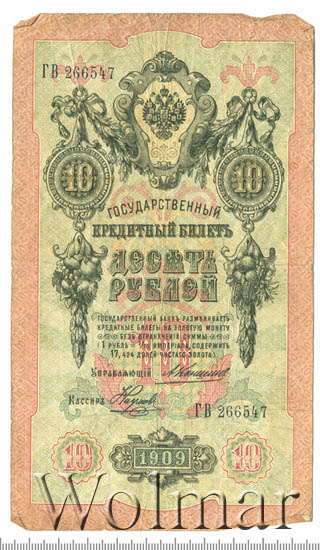 ГВ 266547
10 10
ГОСУДАРСТВЕННЫЙ
КРЕДИТНЫЙ БИЛЕТЪ
ДЕСЯТЬ
РУБЛЕЙ
ГОСУДАРСТВЕННЫЙ БАНКЪ РАЗМѢНИВАЕТЪ
КРЕДИТНЫЕ БИЛЕТЫ НА ЗОЛОТУЮ МОНЕТУ
БЕЗЪ ОГРАНИЧЕНІЯ СУММЫ
(1 РУБЛЬ = 1/15 ИМПЕРІАЛА, СОДЕРЖИТЪ
17,424 ДОЛЕЙ ЧИСТАГО ЗОЛОТА)
УПРАВЛЯЮЩІЙ
Кассиръ
ГВ 266547
10 1909 10
Wolmar